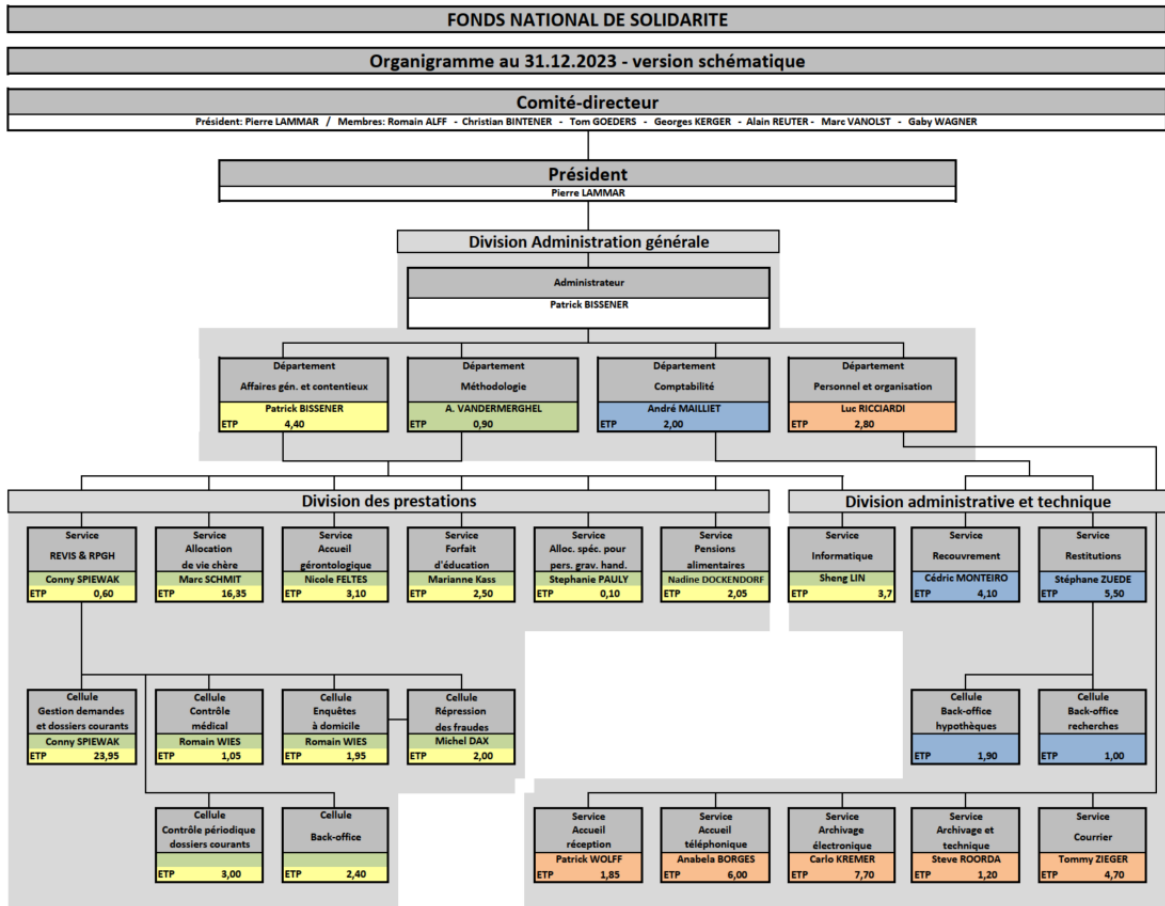 FONDS NATIONAL DE SOLIDARITE
Organigramme au 31.12.2023 - version schématique
Comité-directeur
Président: Pierre LAMMAR / Membres: Romain ALFF - Christian BINTENER - Tom GOEDERS - Georges KERGER - Alain REUTER - Marc VANOLST - Gaby WAGNER
Président
Pierre LAMMAR
Division Administration générale
Administrateur
Patrick BISSENER
Département
Affaires gén. et contentieux
Patrick BISSENER
ETP 4,40
Département
Méthodologie
A. VANDERMERGHEL
ETP 0,90
Département
Comptabilité
André MAILLIET
ETP 2,00
Département
Personnel et organisation
Luc RICCIARDI
ETP 2,80
Division des prestations
Division administrative et technique
Service
REVIS & RPGH
Conny SPIEWAK
ETP 0,60
Service
Allocation
de vie chère
Marc SCHMIT
ETP 16,35
Service
Accueil
gérontologique
Nicole FELTES
ETP 3,10
Service
Forfait
d'éducation
Marianne Kass
ETP 2,50
Service
Alloc. spéc. pour
pers. grav. hand.
Stephanie PAULY
ETP 0,10
Service
Pensions
alimentaires
Nadine DOCKENDORF
ETP 2,05
Service
Informatique
Sheng LIN
ETP 3,7
Service
Recouvrement
Cédric MONTEIRO
ETP 4,10
Service
Restitutions
Stéphane ZUEDE
ETP 5,50
Cellule
Gestion demandes
et dossiers courants
Conny SPIEWAK
ETP 23,95
Cellule
Contrôle
médical
Romain WIES
ETP 1,05
Cellule
Enquêtes
à domicile
Romain WIES
ETP 1,95
Cellule
Répression
des fraudes
Michel DAX
ETP 2,00
Cellule
Back-office
hypothèques
ETP 1,90
Cellule
Back-office
recherches
ETP 1,00
Cellule
Contrôle périodique
dossiers courants
ETP 3,00
Cellule
Back-office
ETP 2,40
Service
Accueil
réception
Patrick WOLFF
ETP 1,85
Service
Accueil
téléphonique
Anabela BORGES
ETP 6,00
Service
Archivage
électronique
Carlo KREMER
ETP 7,70
Service
Archivage et
technique
Steve ROORDA
ETP 1,20
Service
Courrier
Tommy ZIEGER
ETP 4,70